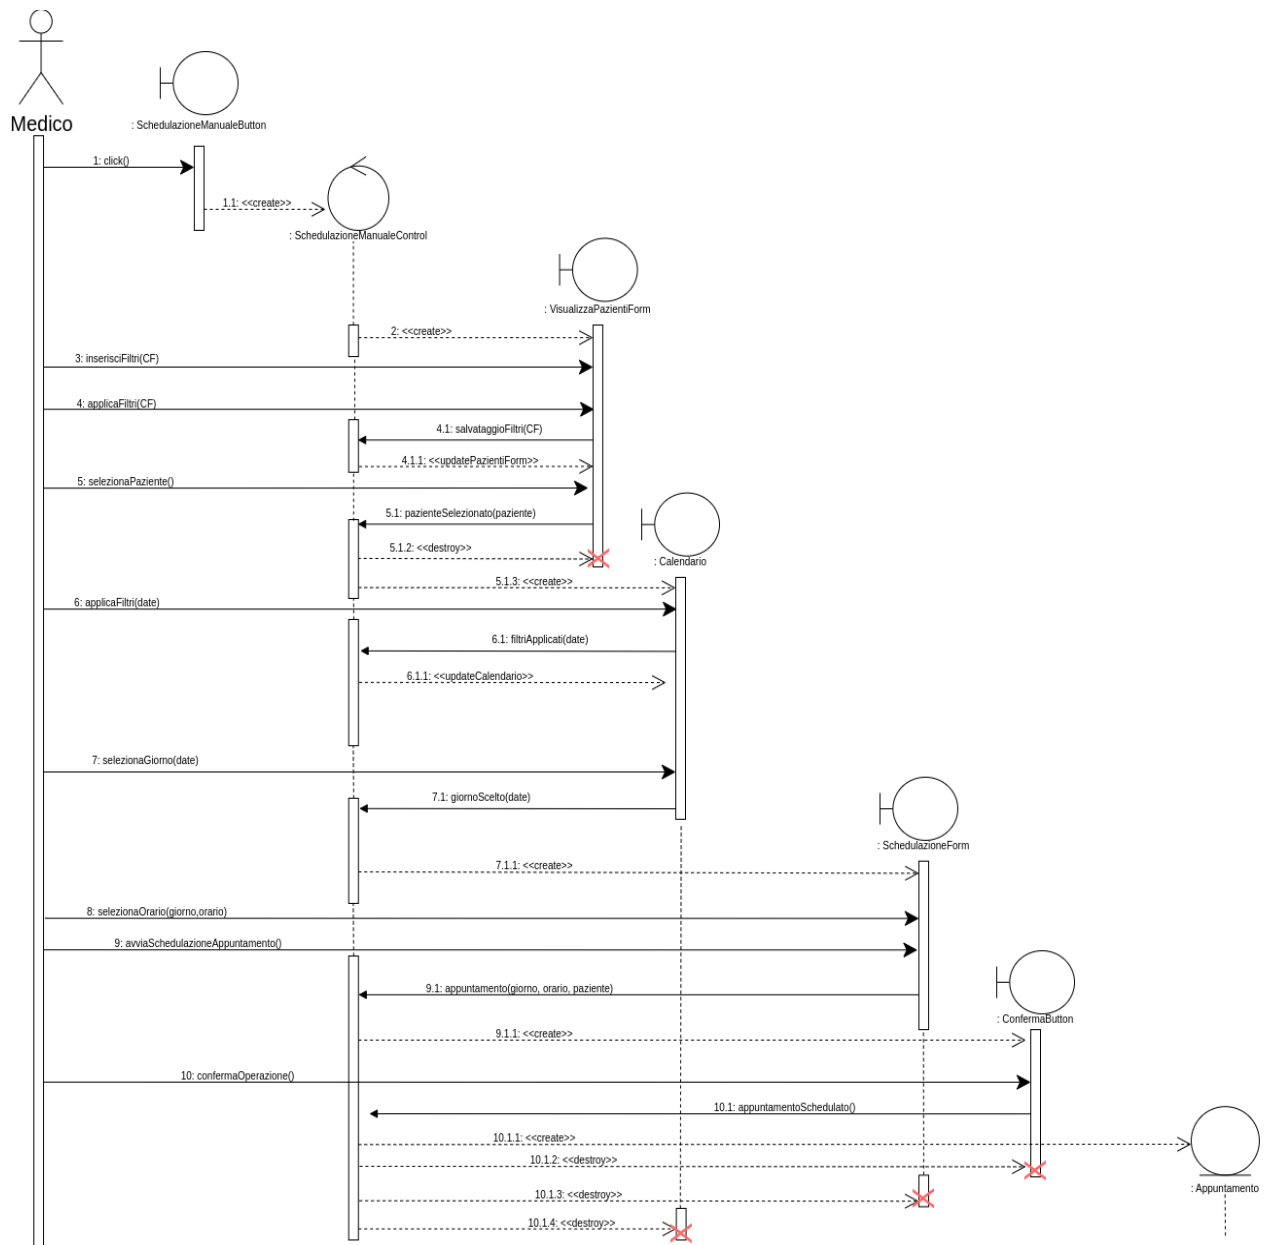 Medico
: SchedulazioneManualeButton
1: click()
1.1: <<create>>
: SchedulazioneManualeControl
: VisualizzaPazientiForm
2: <<create>>
3: inserisciFiltri(CF)
4: applicaFiltri(CF)
4.1: salvataggioFiltri(CF)
4.1.1: <<updatePazientiForm>>
5: selezionaPaziente()
5.1: pazienteSelezionato(paziente)
5.1.2: <<destroy>>
: Calendario
5.1.3: <<create>>
6: applicaFiltri(date)
6.1: filtriApplicati(date)
6.1.1: <<updateCalendario>>
7: selezionaGiorno(date)
7.1: giornoScelto(date)
: SchedulazioneForm
7.1.1: <<create>>
8: selezionaOrario(giorno,orario)
9: avviaSchedulazioneAppuntamento()
9.1: appuntamento(giorno, orario, paziente)
: ConfermaButton
9.1.1: <<create>>
10: confermaOperazione()
10.1: appuntamentoSchedulato()
10.1.1: <<create>>
10.1.2: <<destroy>>
: Appuntamento
10.1.3: <<destroy>>
10.1.4: <<destroy>>